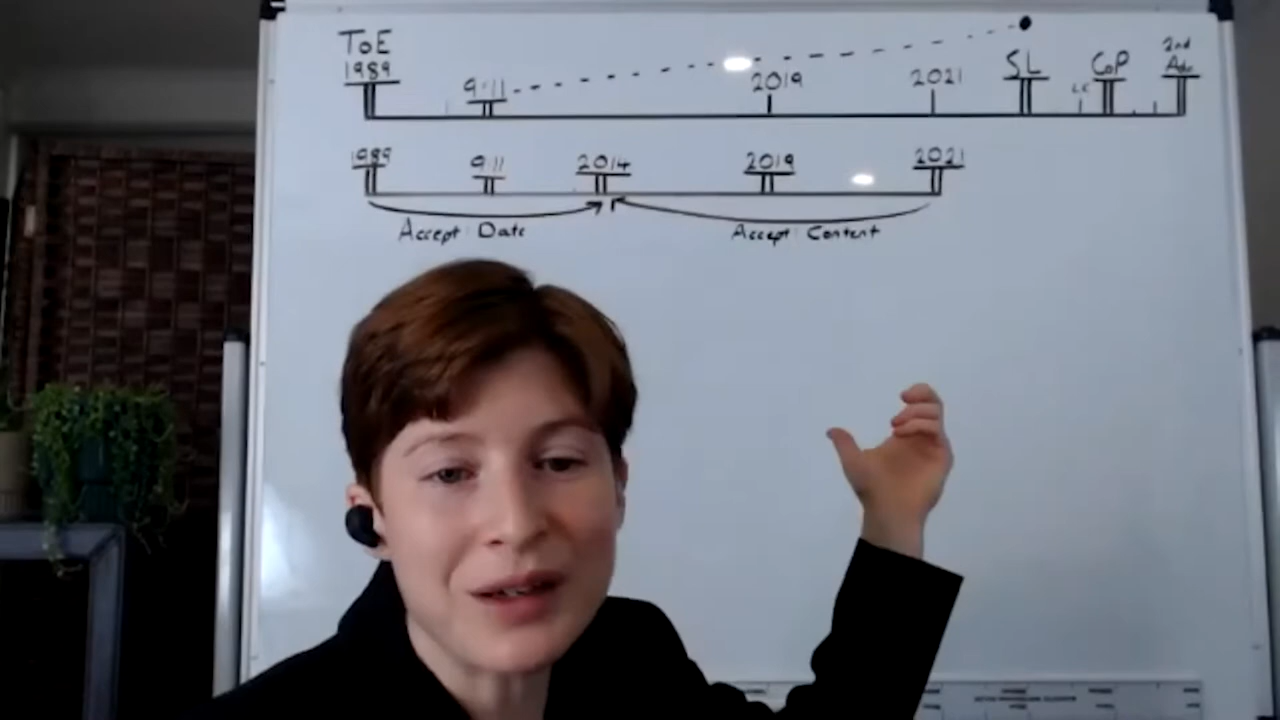 ToE
1989
9·11
2019
2021
SL
CoP
2nd
Adv
1989
9·11
2014
2019
2021
Accept Date
Accept Content